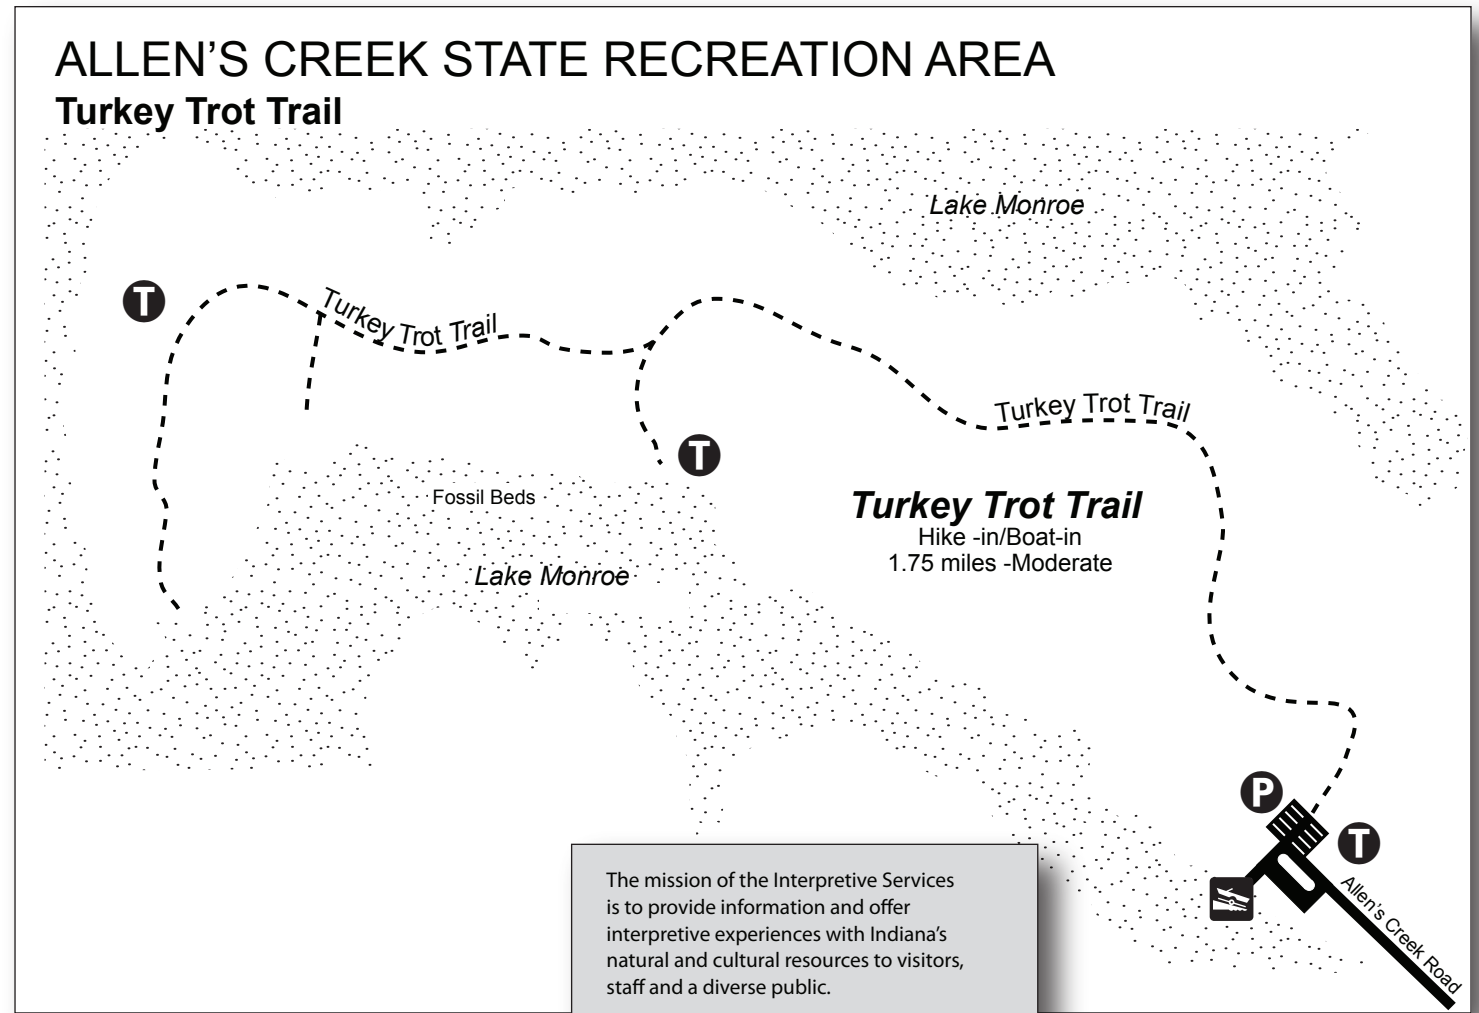 ALLEN'S CREEK STATE RECREATION AREA
Turkey Trot Trail
Lake Monroe
T
Turkey Trot Trail
Turkey Trot Trail
T
Fossil Beds
Turkey Trot Trail
Hike -in/Boat-in
1.75 miles -Moderate
Lake Monroe
P
T
Allen's Creek Road
The mission of the Interpretive Services
is to provide information and offer
interpretive experiences with Indiana's
natural and cultural resources to visitors,
staff and a diverse public.